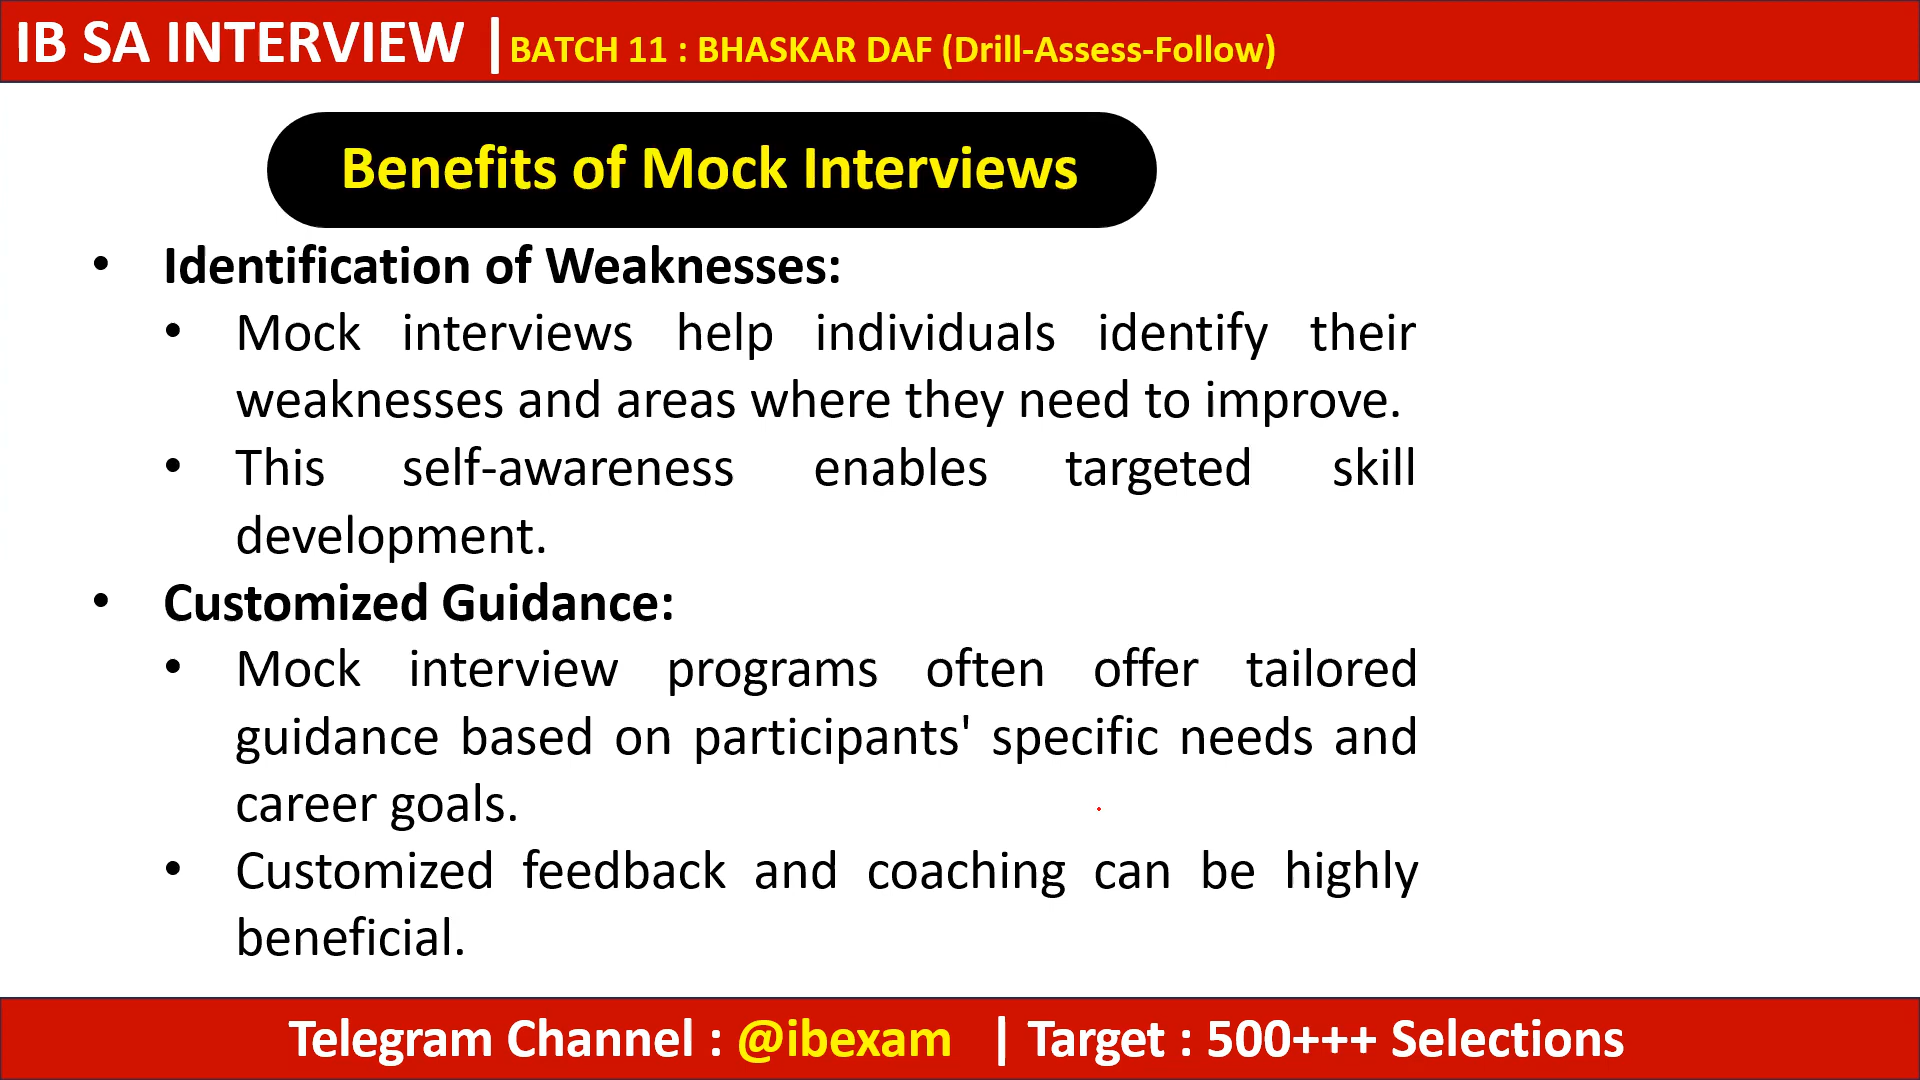 IB SA INTERVIEW | BATCH 11 : BHASKAR DAF (Drill-Assess-Follow)
Benefits of Mock Interviews
• Identification of Weaknesses:
• Mock interviews help individuals identify their
weaknesses and areas where they need to improve.
• This self-awareness enables targeted skill
development.
• Customized Guidance:
• Mock interview programs often offer tailored
guidance based on participants' specific needs and
career goals.
• Customized feedback and coaching can be highly
beneficial.
Telegram Channel : @ibexam | Target : 500+++ Selections